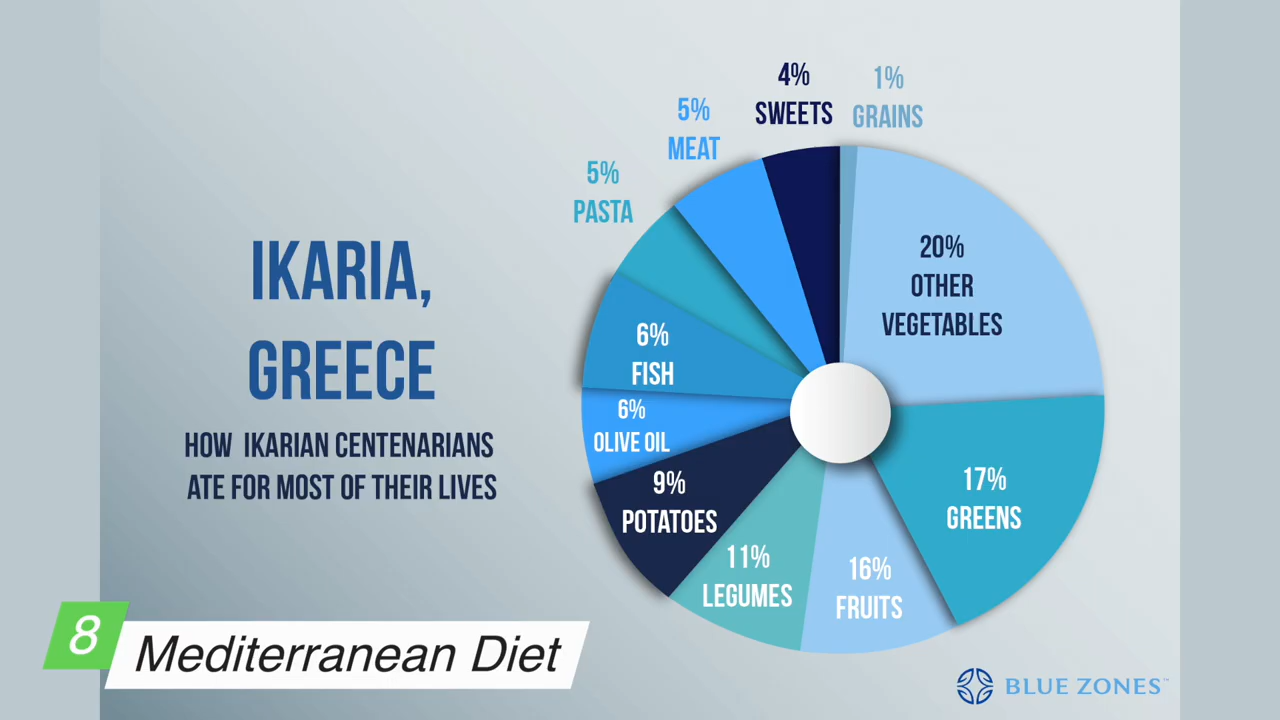 IKARIA,
GREECE
HOW IKARIAN CENTENARIANS
ATE FOR MOST OF THEIR LIVES
4%
SWEETS
1%
GRAINS
5%
MEAT
5%
PASTA
20%
OTHER
VEGETABLES
6%
FISH
6%
OLIVE OIL
9%
POTATOES
17%
GREENS
11%
LEGUMES
16%
FRUITS
8 Mediterranean Diet
BLUE ZONES™